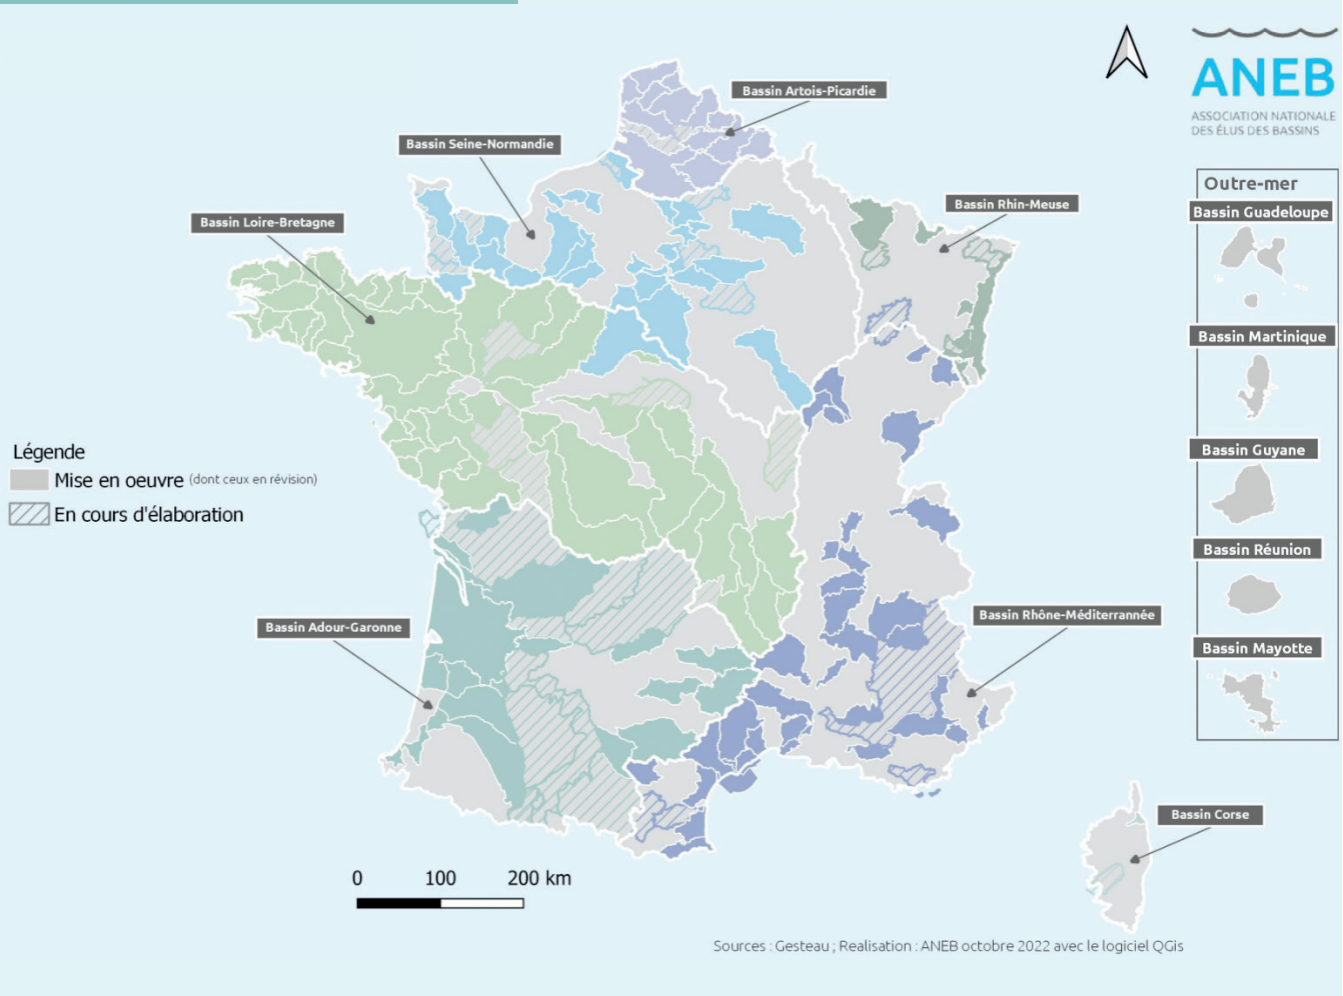 ANEB
ASSOCIATION NATIONALE
DES ÉLUS DES BASSINS
Bassin Artois-Picardie
Bassin Seine-Normandie
Bassin Rhin-Meuse
Bassin Loire-Bretagne
Outre-mer
Bassin Guadeloupe
Bassin Martinique
Bassin Guyane
Bassin Réunion
Bassin Mayotte
Légende
Mise en oeuvre (dont ceux en révision)
En cours d'élaboration
Bassin Adour-Garonne
Bassin Rhône-Méditerrannée
Bassin Corse
0 100 200 km
Sources : Gesteau ; Realisation : ANEB octobre 2022 avec le logiciel QGis